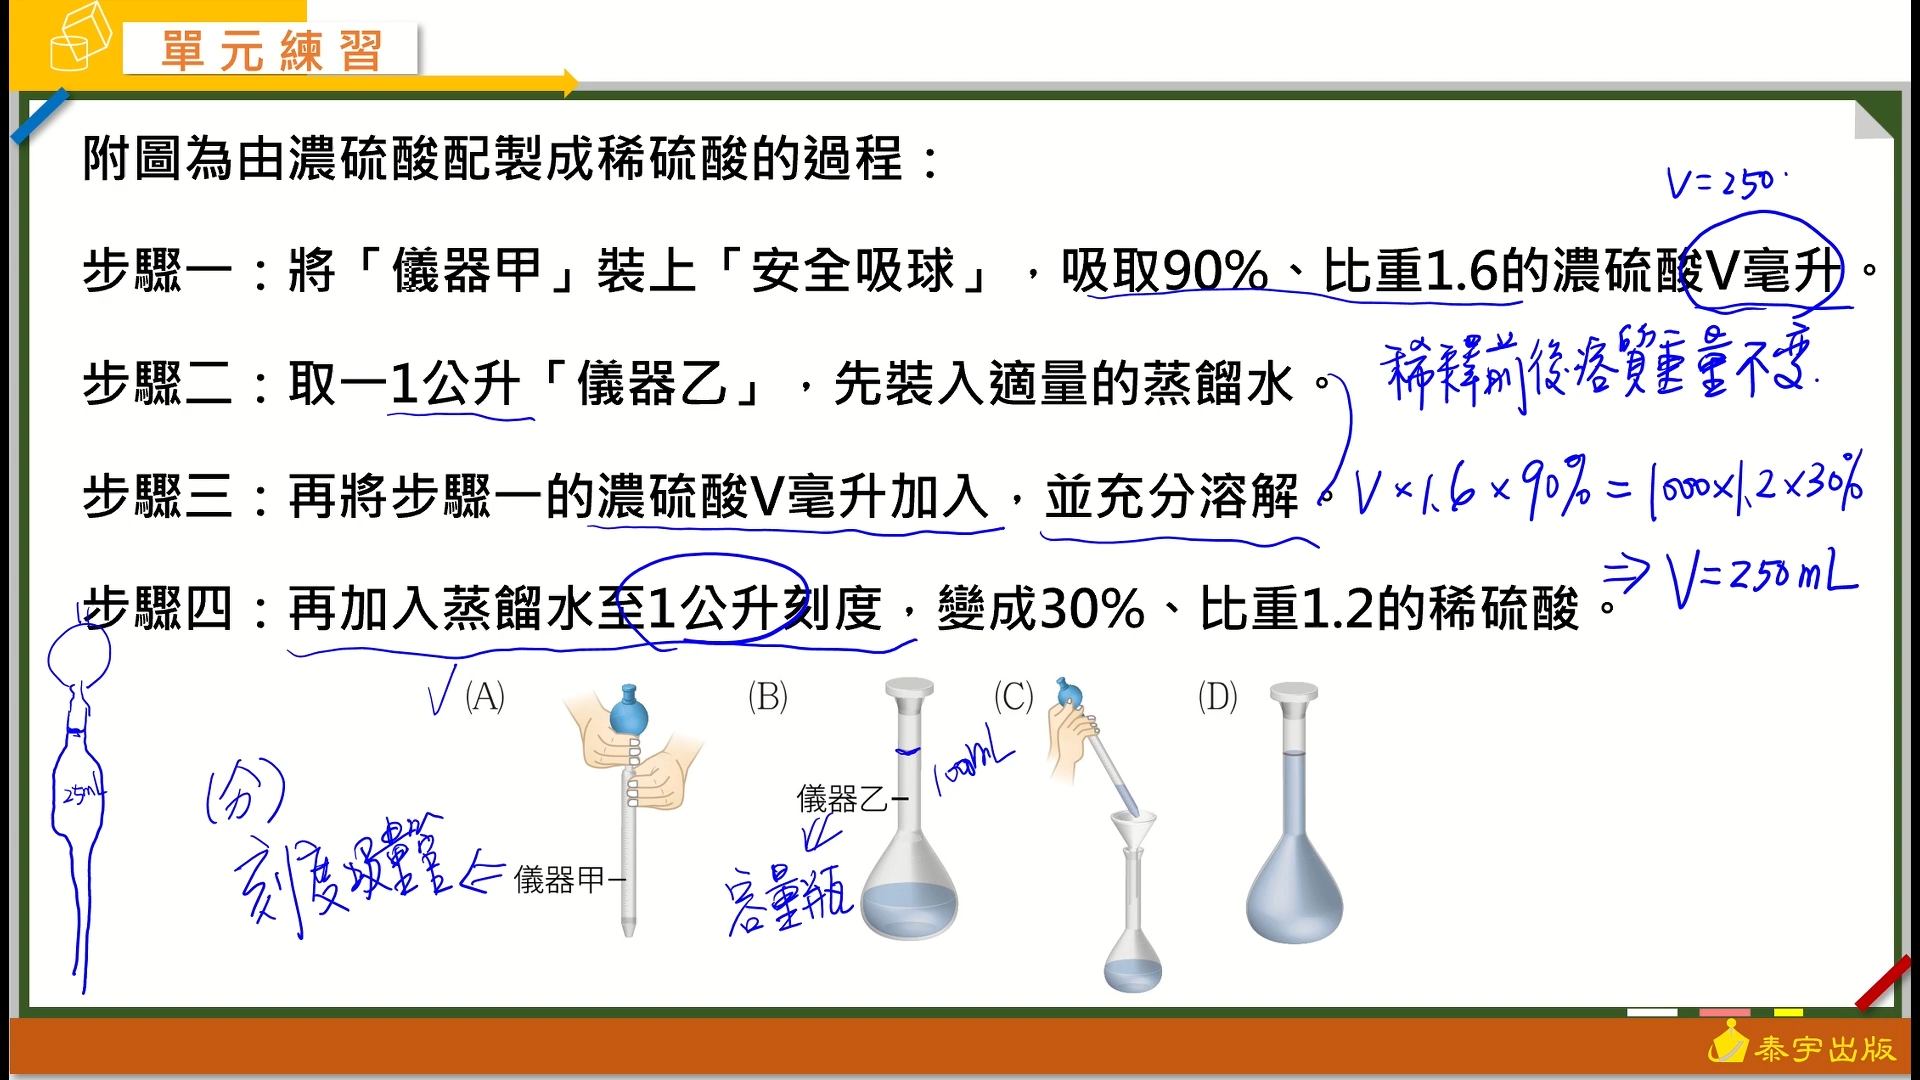 單元練習
附圖為由濃硫酸配製成稀硫酸的過程：
V=250
步驟一：將「儀器甲」裝上「安全吸球」，吸取90%、比重1.6的濃硫酸V毫升。
稀釋前後溶質重量不變.
步驟二：取一1公升「儀器乙」，先裝入適量的蒸餾水。
步驟三：再將步驟一的濃硫酸V毫升加入，並充分溶解。
V×1.6×90%=1000×1.2×30%
⇒ V=250mL
步驟四：再加入蒸餾水至1公升刻度，變成30%、比重1.2的稀硫酸。
(A) (B) (C) (D)
25mL
(分)
刻度吸量管
儀器甲
儀器乙
容量瓶
泰宇出版